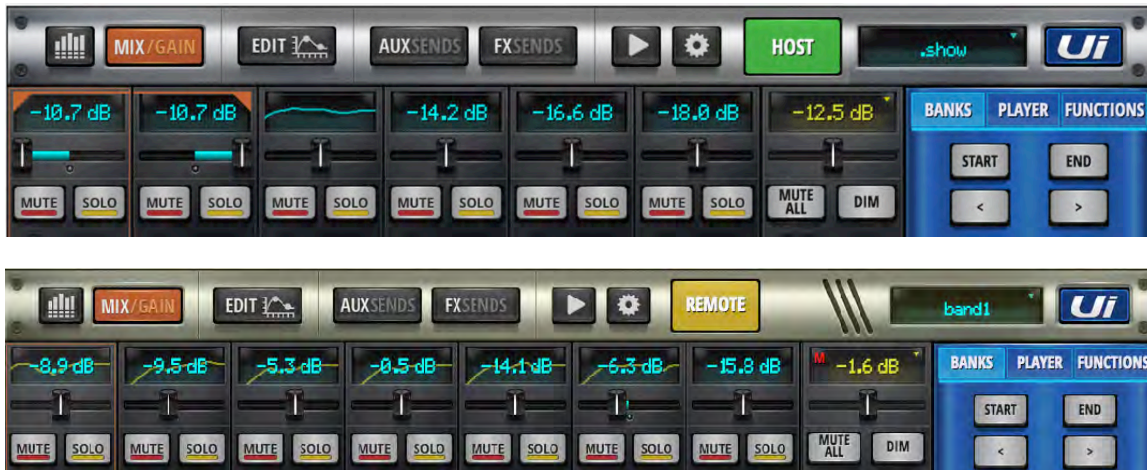 MIX/GAIN EDIT AUXSENDS FXSENDS HOST .show Ui
-10.7 dB -10.7 dB -14.2 dB -16.6 dB -18.0 dB -12.5 dB BANKS PLAYER FUNCTIONS
START END
MUTE SOLO MUTE SOLO MUTE SOLO MUTE SOLO MUTE SOLO MUTE SOLO MUTE ALL DIM < >
MIX/GAIN EDIT AUXSENDS FXSENDS REMOTE band1 Ui
-8.9 dB -9.5 dB -5.3 dB -0.5 dB -14.1 dB -6.3 dB -15.8 dB M -1.6 dB BANKS PLAYER FUNCTIONS
START END
MUTE SOLO MUTE SOLO MUTE SOLO MUTE SOLO MUTE SOLO MUTE SOLO MUTE SOLO MUTE ALL DIM < >